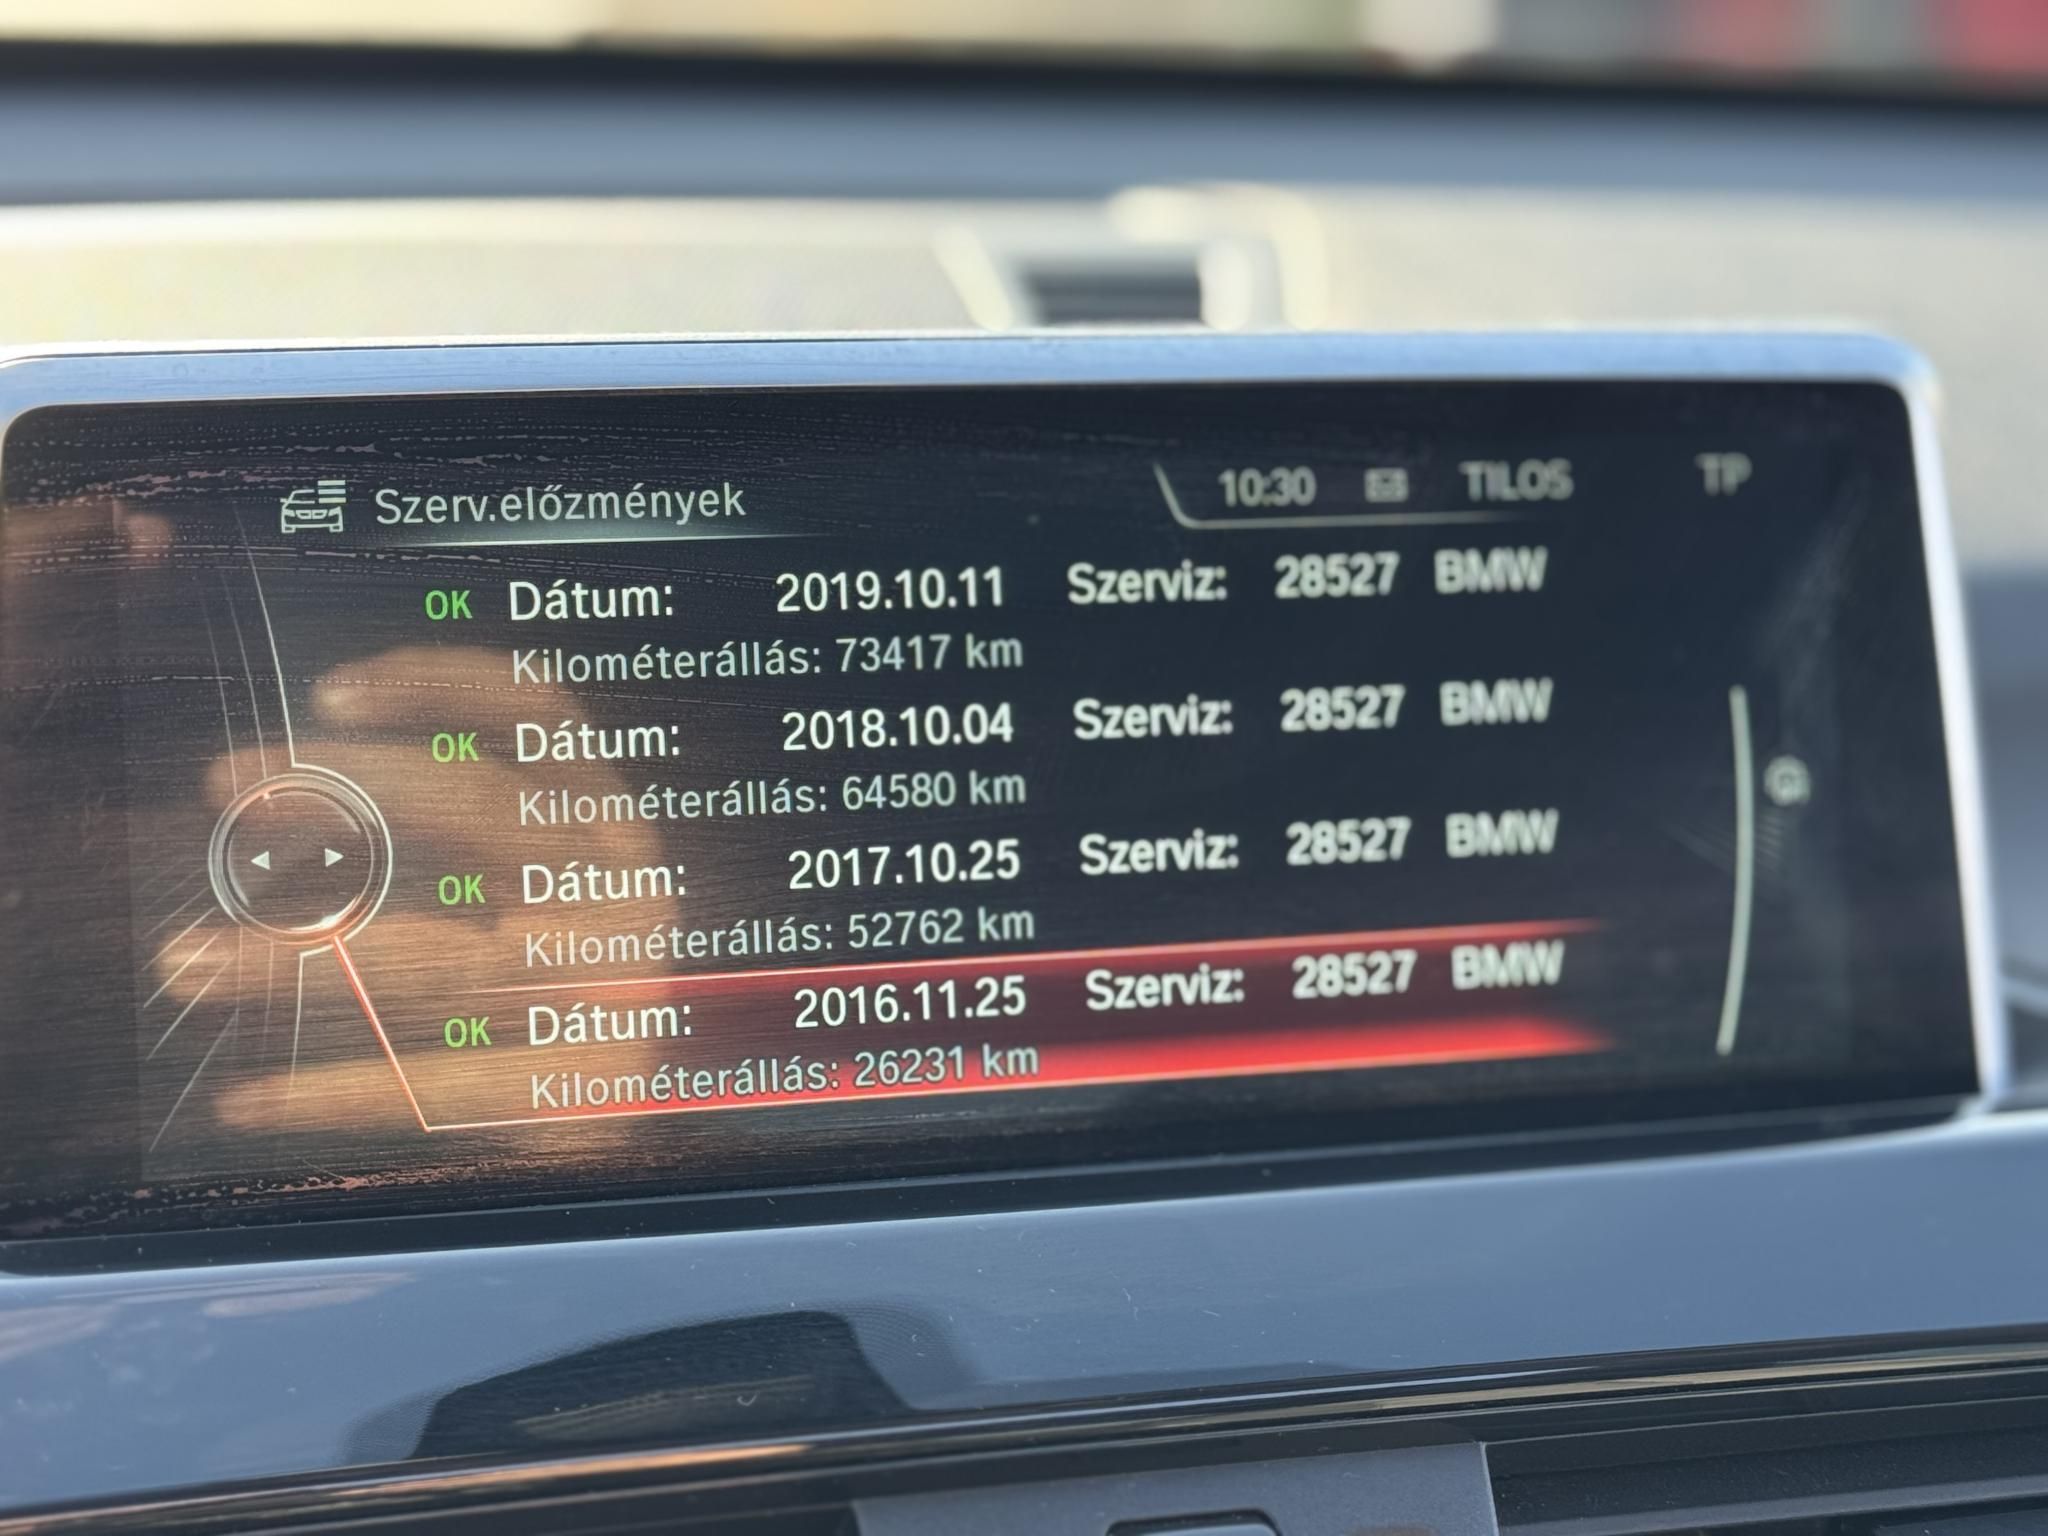 Szerv.előzmények
10:30 TILOS TP
OK Dátum: 2019.10.11 Szerviz: 28527 BMW
Kilométerállás: 73417 km
OK Dátum: 2018.10.04 Szerviz: 28527 BMW
Kilométerállás: 64580 km
OK Dátum: 2017.10.25 Szerviz: 28527 BMW
Kilométerállás: 52762 km
OK Dátum: 2016.11.25 Szerviz: 28527 BMW
Kilométerállás: 26231 km